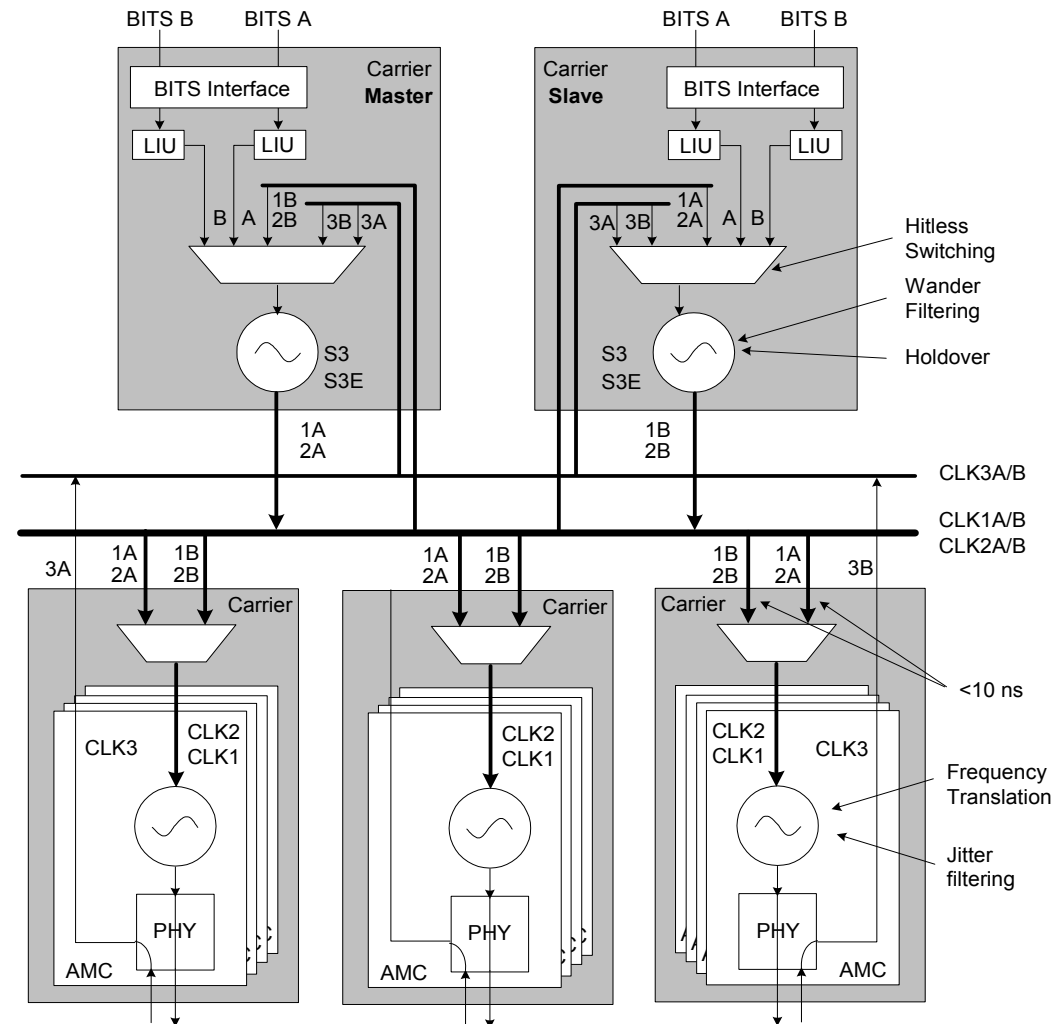 BITS B
BITS A
BITS A
BITS B
Carrier
Master
Carrier
Slave
BITS Interface
BITS Interface
LIU
LIU
LIU
LIU
B
A
1B
2B
3B
3A
3A
3B
1A
2A
A
B
Hitless
Switching
Wander
Filtering
Holdover
S3
S3E
S3
S3E
1A
2A
1B
2B
CLK3A/B
CLK1A/B
CLK2A/B
3A
1A
2A
1B
2B
1A
2A
1B
2B
1B
2B
1A
2A
3B
Carrier
Carrier
Carrier
<10 ns
CLK3
CLK2
CLK1
CLK2
CLK1
CLK2
CLK1
CLK3
Frequency
Translation
Jitter
filtering
PHY
PHY
PHY
AMC
AMC
AMC